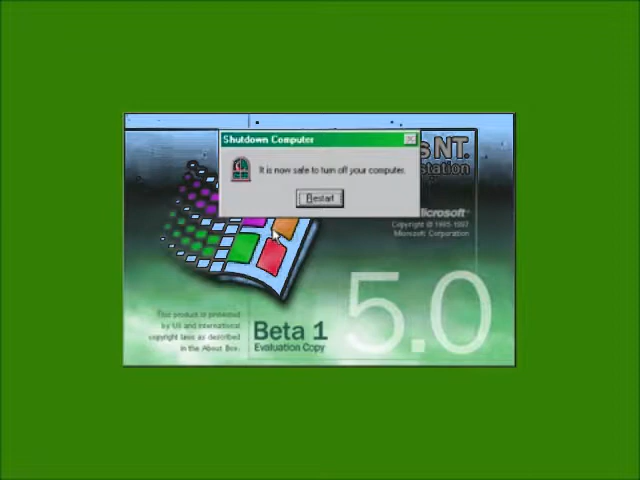 Shutdown Computer
It is now safe to turn off your computer.
Restart
s NT.
station
icrosoft
Copyright © 1985-1997
Microsoft Corporation
This product is protected
by US and international
copyright laws as described
in the About Box.
Beta 1
Evaluation Copy
5.0